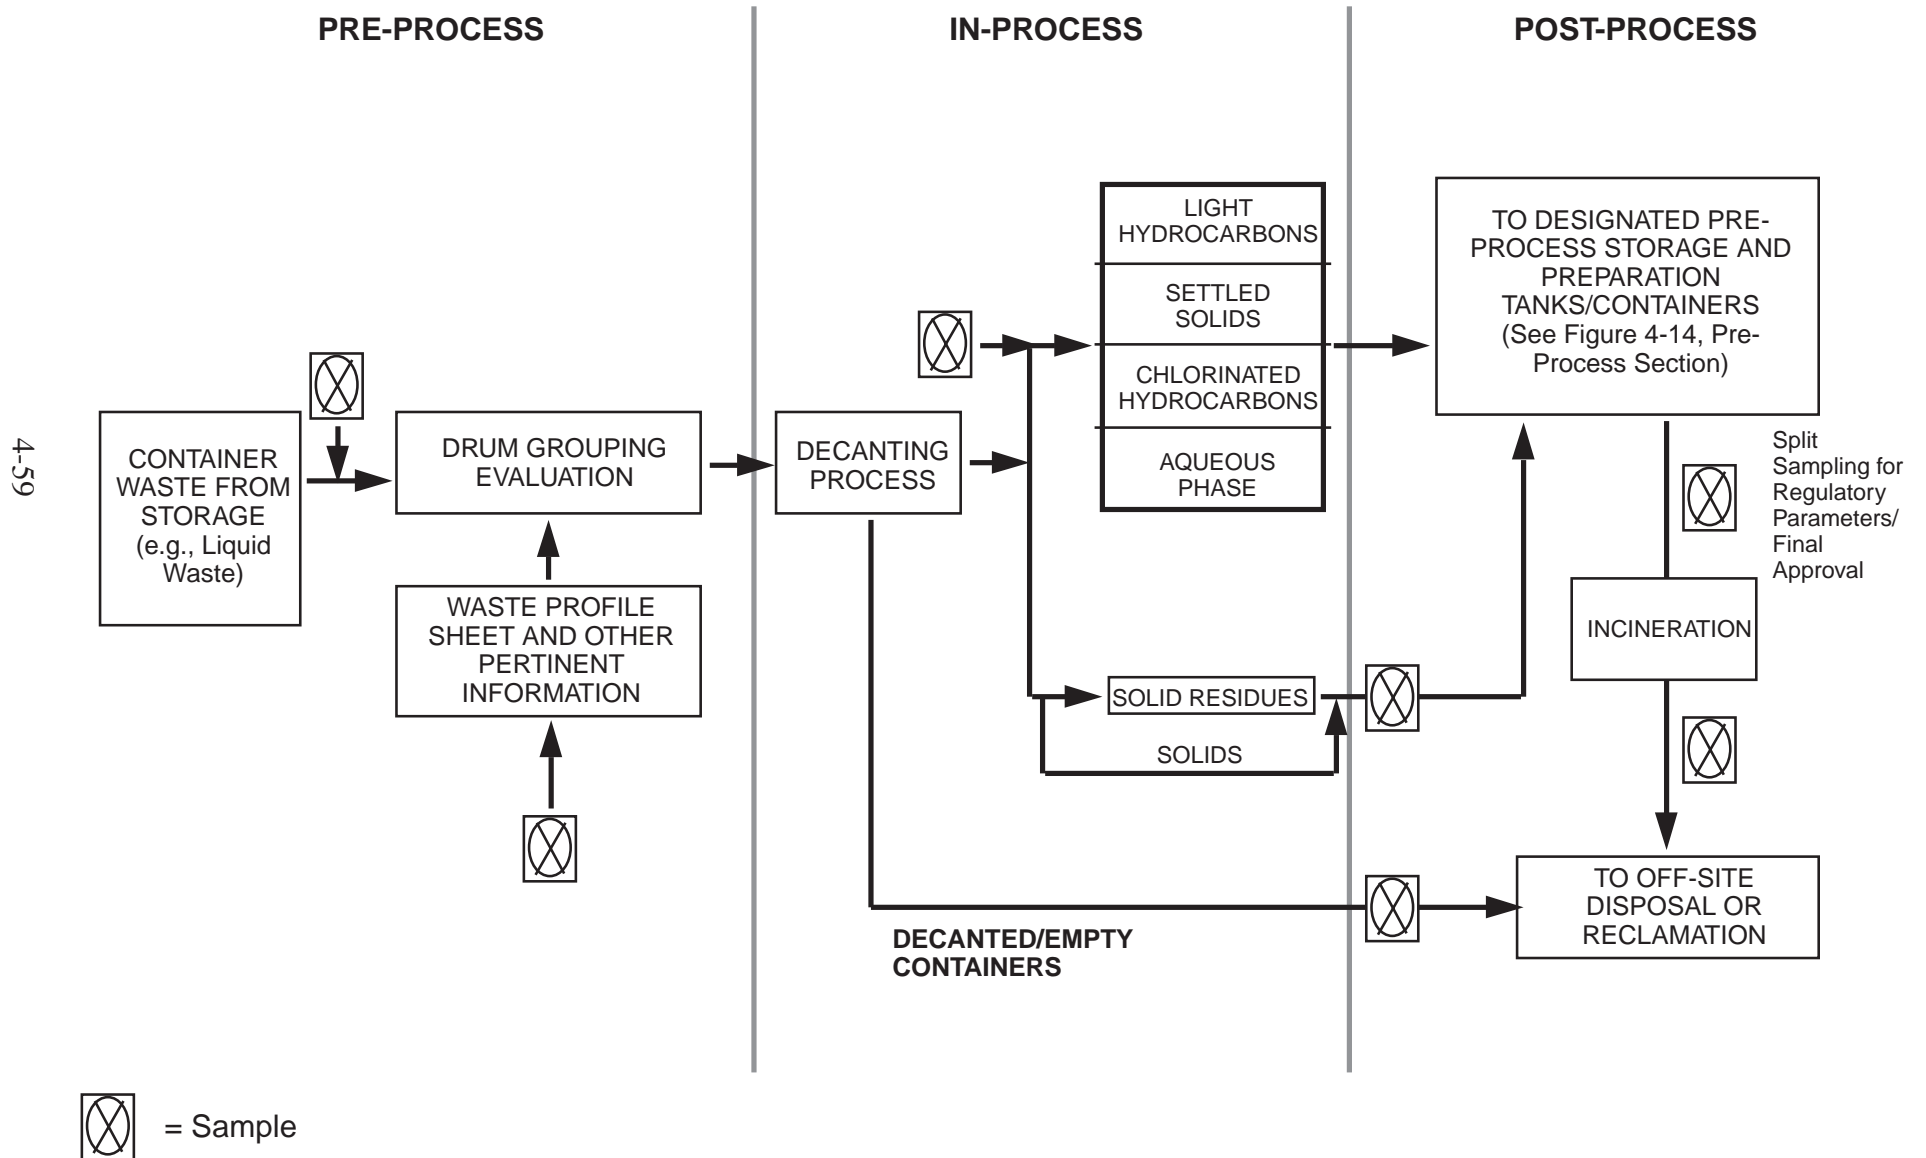 PRE-PROCESS
IN-PROCESS
POST-PROCESS
4-59
CONTAINER
WASTE FROM
STORAGE
(e.g., Liquid
Waste)
DRUM GROUPING
EVALUATION
WASTE PROFILE
SHEET AND OTHER
PERTINENT
INFORMATION
DECANTING
PROCESS
LIGHT
HYDROCARBONS
SETTLED
SOLIDS
CHLORINATED
HYDROCARBONS
AQUEOUS
PHASE
SOLID RESIDUES
SOLIDS
DECANTED/EMPTY
CONTAINERS
TO DESIGNATED PRE-
PROCESS STORAGE AND
PREPARATION
TANKS/CONTAINERS
(See Figure 4-14, Pre-
Process Section)
Split
Sampling for
Regulatory
Parameters/
Final
Approval
INCINERATION
TO OFF-SITE
DISPOSAL OR
RECLAMATION
= Sample